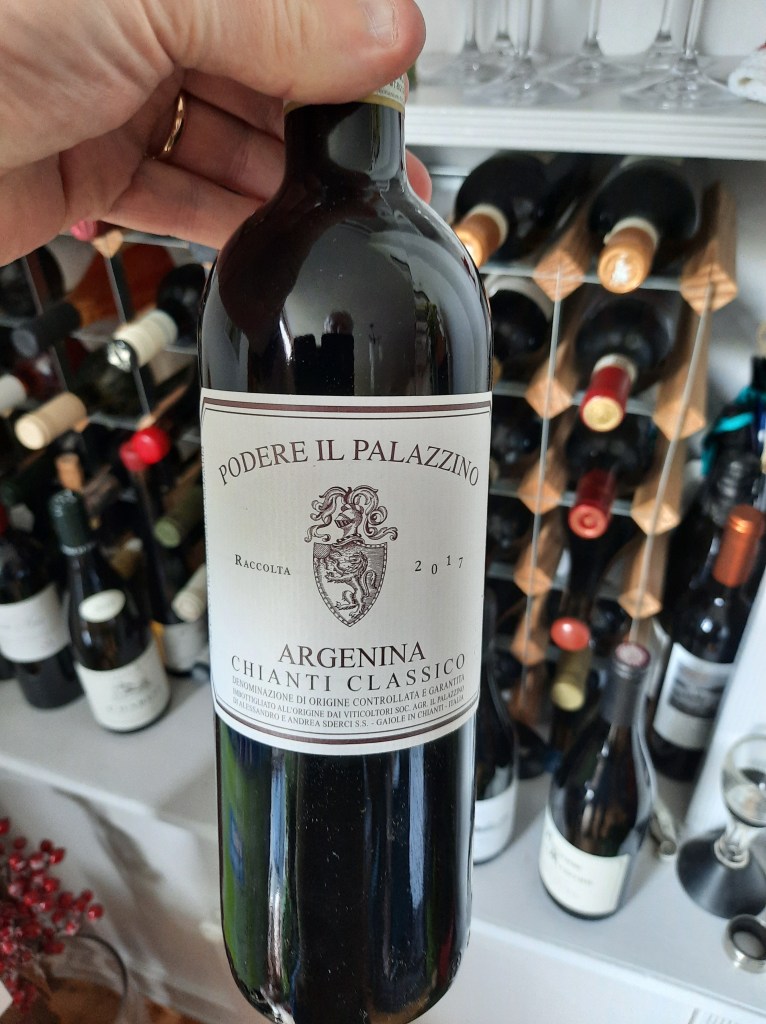 PODERE IL PALAZZINO
RACCOLTA 2017
ARGENINA
CHIANTI CLASSICO
DENOMINAZIONE DI ORIGINE CONTROLLATA E GARANTITA
IMBOTTIGLIATO ALL'ORIGINE DAI VITICOLTORI SOC. AGR. IL PALAZZINO
DI ALESSANDRO E ANDREA SDERCI S.S. - GAIOLE IN CHIANTI - ITALIA